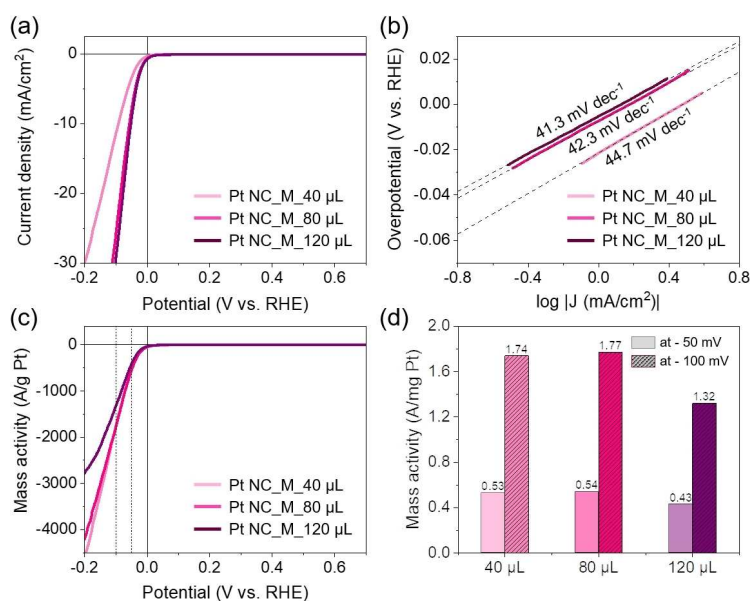 (a)
Current density (mA/cm²)
0
-10
-20
-30
-0.2
0.0
0.2
0.4
0.6
Potential (V vs. RHE)
Pt NC_M_40 µL
Pt NC_M_80 µL
Pt NC_M_120 µL
(b)
Overpotential (V vs. RHE)
0.02
0.00
-0.02
-0.04
-0.06
-0.8
-0.4
0.0
0.4
0.8
log |J (mA/cm²)|
41.3 mV dec⁻¹
42.3 mV dec⁻¹
44.7 mV dec⁻¹
Pt NC_M_40 µL
Pt NC_M_80 µL
Pt NC_M_120 µL
(c)
Mass activity (A/g Pt)
0
-1000
-2000
-3000
-4000
-0.2
0.0
0.2
0.4
0.6
Potential (V vs. RHE)
Pt NC_M_40 µL
Pt NC_M_80 µL
Pt NC_M_120 µL
(d)
Mass activity (A/mg Pt)
1.8
1.2
0.6
0.0
at - 50 mV
at - 100 mV
0.53
1.74
0.54
1.77
0.43
1.32
40 µL
80 µL
120 µL